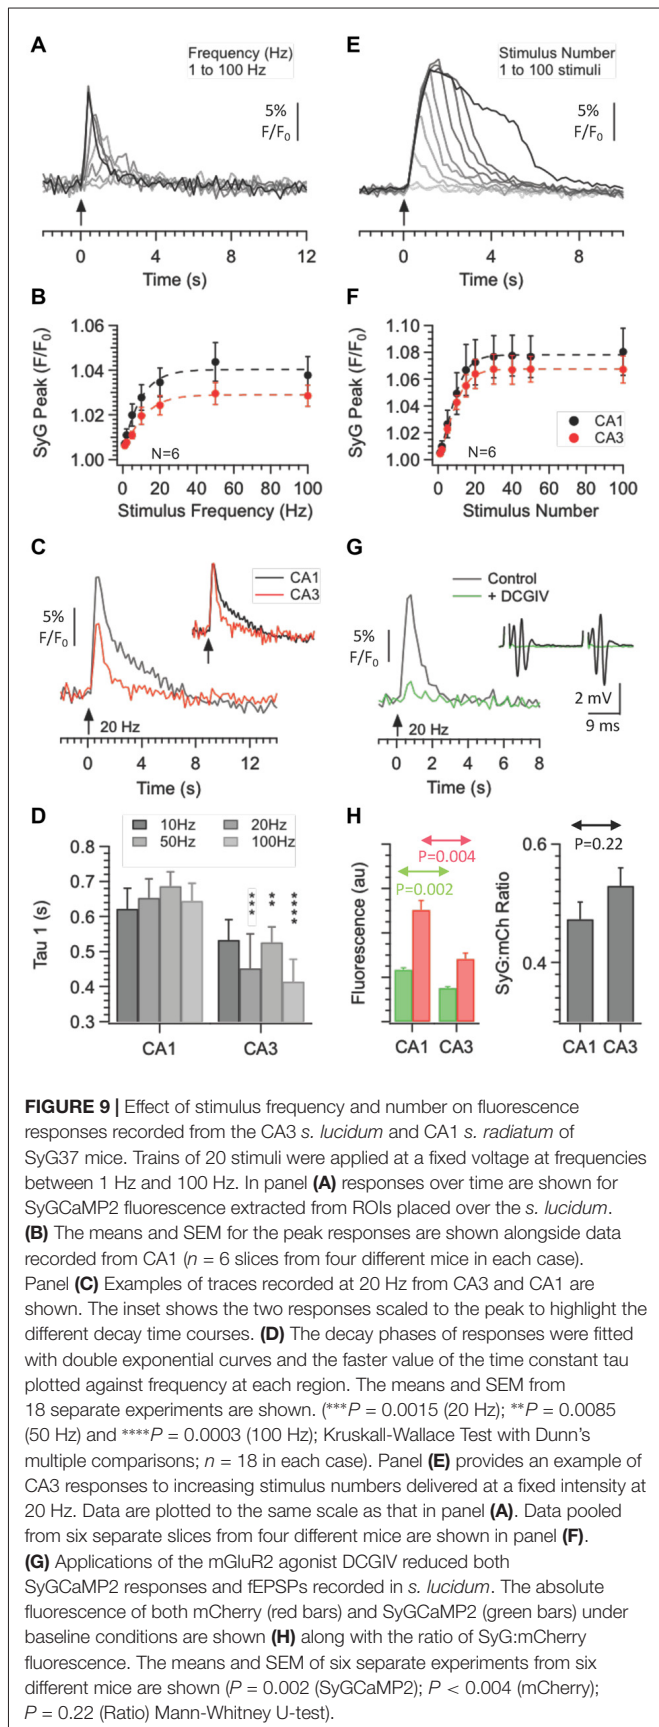 A
Frequency (Hz)
1 to 100 Hz
5%
F/F0
0
4
8
12
Time (s)
E
Stimulus Number
1 to 100 stimuli
5%
F/F0
0
4
8
Time (s)
B
SyG Peak (F/F0)
1.06
1.04
1.02
1.00
N=6
0 20 40 60 80 100
Stimulus Frequency (Hz)
F
SyG Peak (F/F0)
1.10
1.08
1.06
1.04
1.02
1.00
CA1
CA3
N=6
0 20 40 60 80 100
Stimulus Number
C
CA1
CA3
5%
F/F0
20 Hz
0 4 8 12
Time (s)
G
Control
+ DCGIV
5%
F/F0
2 mV
9 ms
20 Hz
0 2 4 6 8
Time (s)
D
10Hz
20Hz
50Hz
100Hz
Tau 1 (s)
0.8
0.7
0.6
0.5
0.4
0.3
***
**
****
CA1
CA3
H
P=0.004
P=0.002
Fluorescence (au)
CA1 CA3
P=0.22
SyG:mCh Ratio
0.6
0.4
CA1 CA3
FIGURE 9 | Effect of stimulus frequency and number on fluorescence
responses recorded from the CA3 s. lucidum and CA1 s. radiatum of
SyG37 mice. Trains of 20 stimuli were applied at a fixed voltage at frequencies
between 1 Hz and 100 Hz. In panel (A) responses over time are shown for
SyGCaMP2 fluorescence extracted from ROIs placed over the s. lucidum.
(B) The means and SEM for the peak responses are shown alongside data
recorded from CA1 (n = 6 slices from four different mice in each case).
Panel (C) Examples of traces recorded at 20 Hz from CA3 and CA1 are
shown. The inset shows the two responses scaled to the peak to highlight the
different decay time courses. (D) The decay phases of responses were fitted
with double exponential curves and the faster value of the time constant tau
plotted against frequency at each region. The means and SEM from
18 separate experiments are shown. (***P = 0.0015 (20 Hz); **P = 0.0085
(50 Hz) and ****P = 0.0003 (100 Hz); Kruskall-Wallace Test with Dunn's
multiple comparisons; n = 18 in each case). Panel (E) provides an example of
CA3 responses to increasing stimulus numbers delivered at a fixed intensity at
20 Hz. Data are plotted to the same scale as that in panel (A). Data pooled
from six separate slices from four different mice are shown in panel (F).
(G) Applications of the mGluR2 agonist DCGIV reduced both
SyGCaMP2 responses and fEPSPs recorded in s. lucidum. The absolute
fluorescence of both mCherry (red bars) and SyGCaMP2 (green bars) under
baseline conditions are shown (H) along with the ratio of SyG:mCherry
fluorescence. The means and SEM of six separate experiments from six
different mice are shown (P = 0.002 (SyGCaMP2); P < 0.004 (mCherry);
P = 0.22 (Ratio) Mann-Whitney U-test).